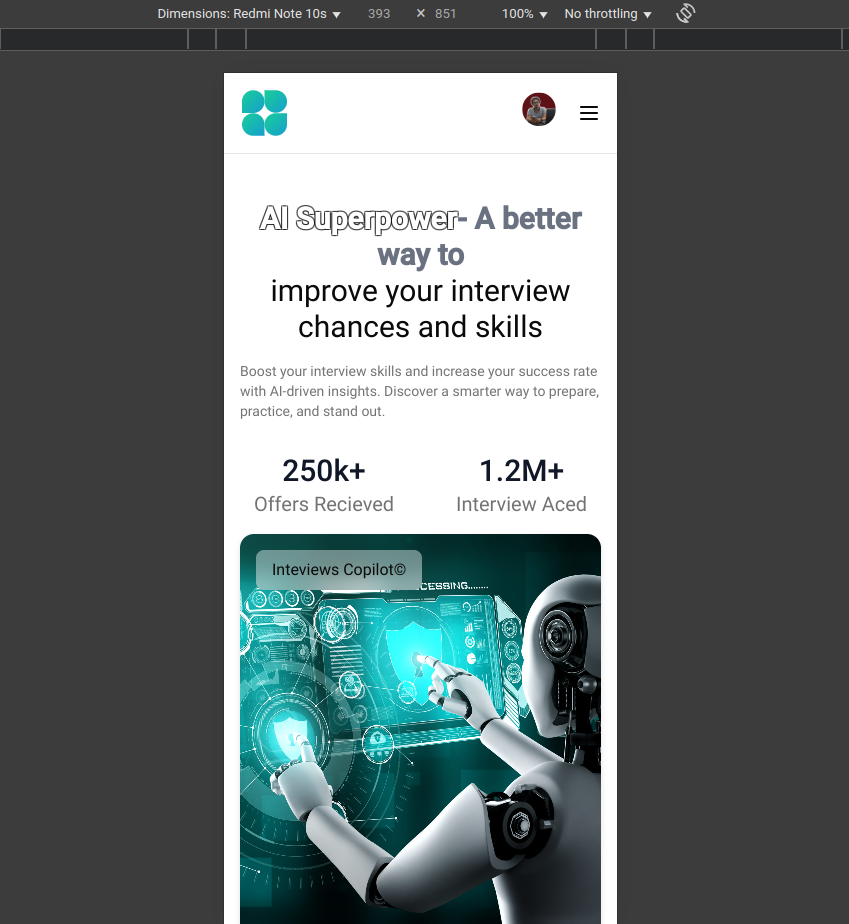 Dimensions: Redmi Note 10s 393 × 851 100% No throttling
AI Superpower- A better
way to
improve your interview
chances and skills
Boost your interview skills and increase your success rate
with AI-driven insights. Discover a smarter way to prepare,
practice, and stand out.
250k+ 1.2M+
Offers Recieved Interview Aced
Inteviews Copilot©
CESSING........